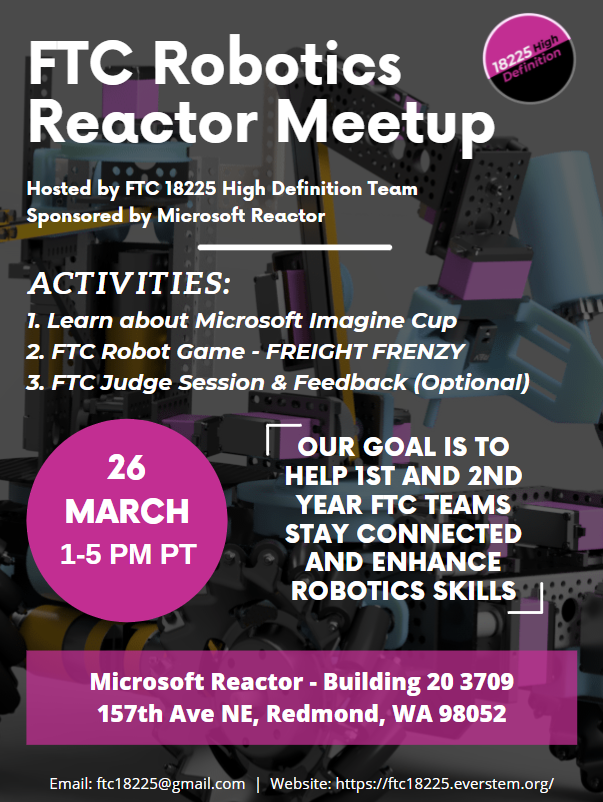 FTC Robotics
Reactor Meetup
18225 High
Definition
Hosted by FTC 18225 High Definition Team
Sponsored by Microsoft Reactor
ACTIVITIES:
1. Learn about Microsoft Imagine Cup
2. FTC Robot Game - FREIGHT FRENZY
3. FTC Judge Session & Feedback (Optional)
26
MARCH
1-5 PM PT
OUR GOAL IS TO
HELP 1ST AND 2ND
YEAR FTC TEAMS
STAY CONNECTED
AND ENHANCE
ROBOTICS SKILLS
Microsoft Reactor - Building 20 3709
157th Ave NE, Redmond, WA 98052
Email: ftc18225@gmail.com | Website: https://ftc18225.everstem.org/